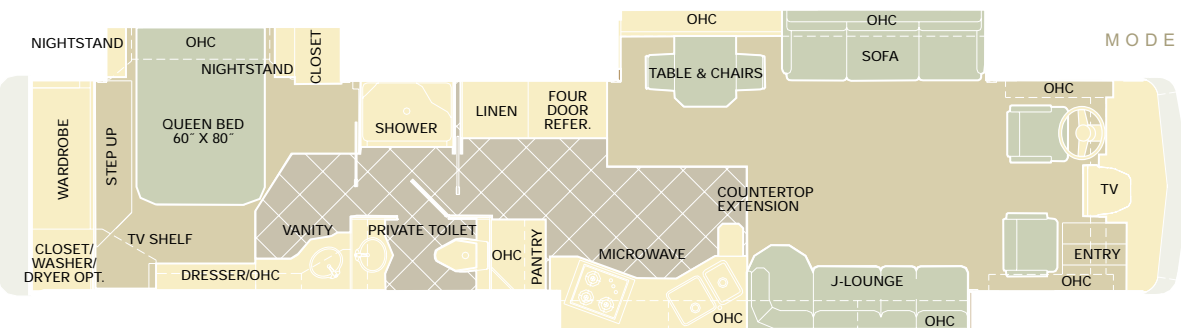 OHC
OHC
MODE
NIGHTSTAND
OHC
CLOSET
SOFA
NIGHTSTAND
TABLE & CHAIRS
OHC
FOUR
DOOR
REFER.
LINEN
SHOWER
QUEEN BED
60˝ X 80˝
WARDROBE
STEP UP
TV
COUNTERTOP
EXTENSION
VANITY
PRIVATE TOILET
TV SHELF
CLOSET/
WASHER/
DRYER OPT.
DRESSER/OHC
OHC
PANTRY
MICROWAVE
ENTRY
J-LOUNGE
OHC
OHC
OHC